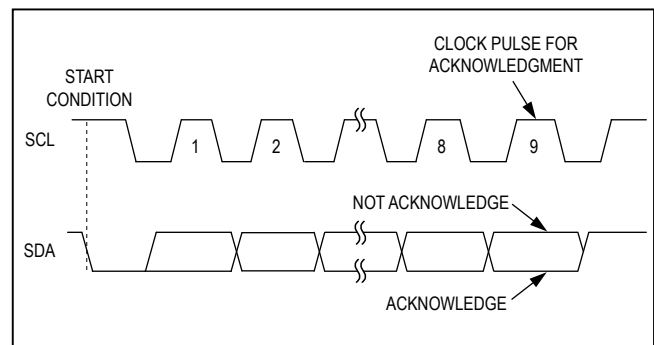 CLOCK PULSE FOR
ACKNOWLEDGMENT
START
CONDITION
SCL
1 2 8 9
NOT ACKNOWLEDGE
SDA
ACKNOWLEDGE